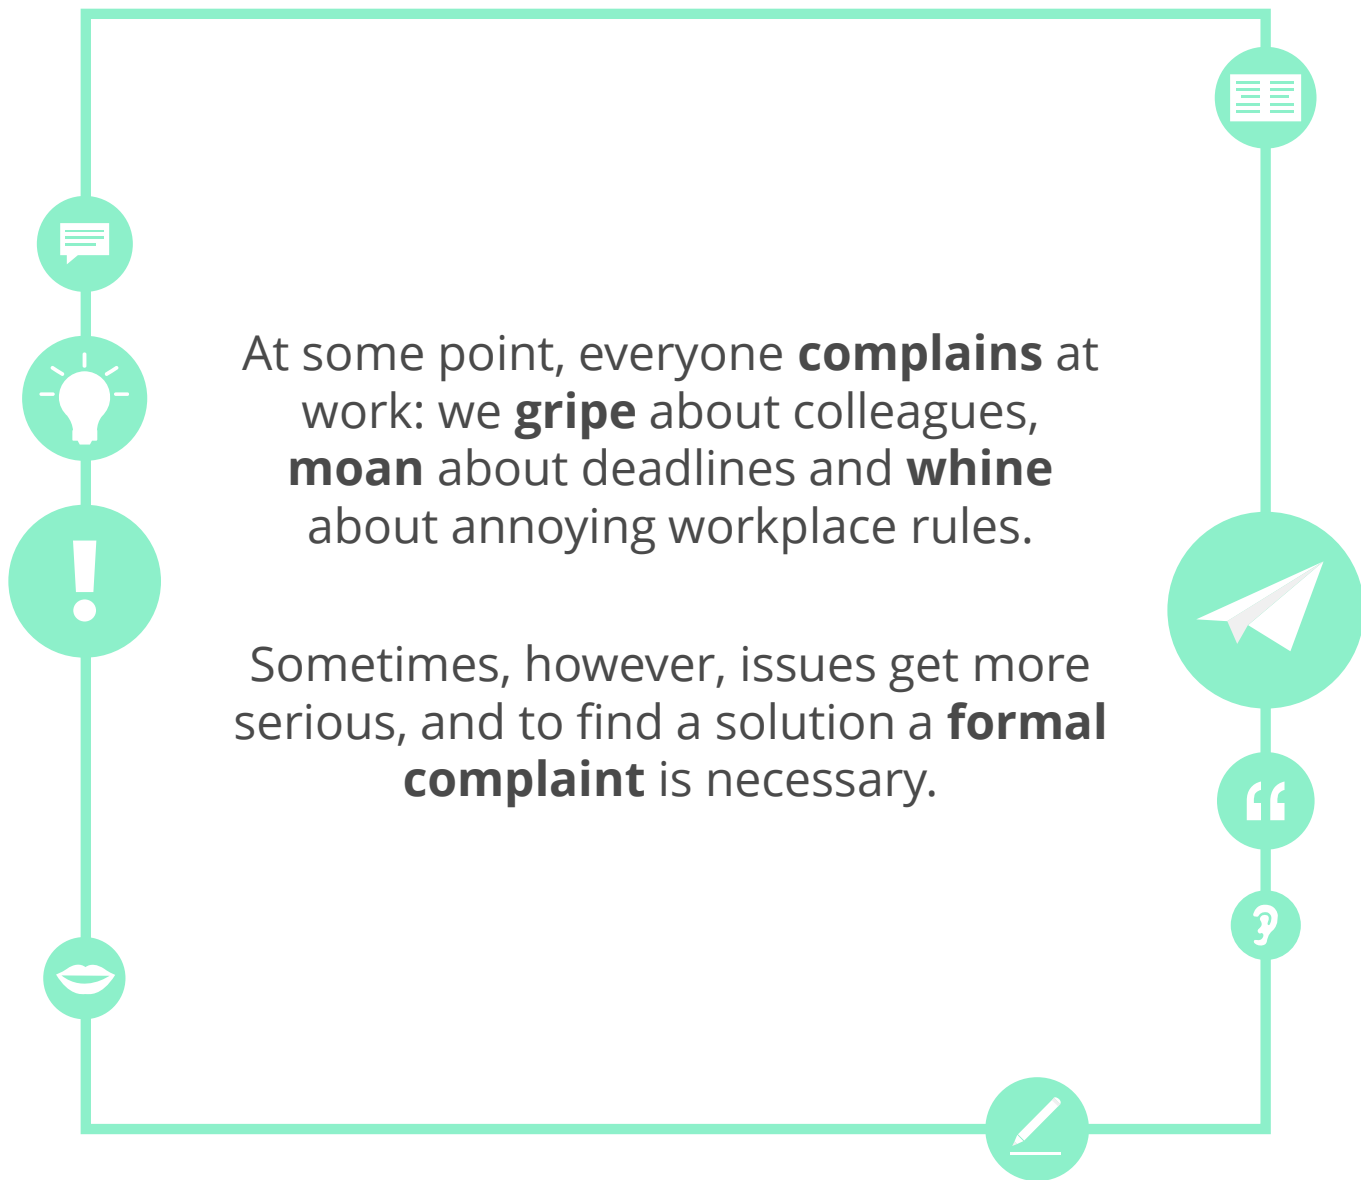 At some point, everyone complains at
work: we gripe about colleagues,
moan about deadlines and whine
about annoying workplace rules.
Sometimes, however, issues get more
serious, and to find a solution a formal
complaint is necessary.